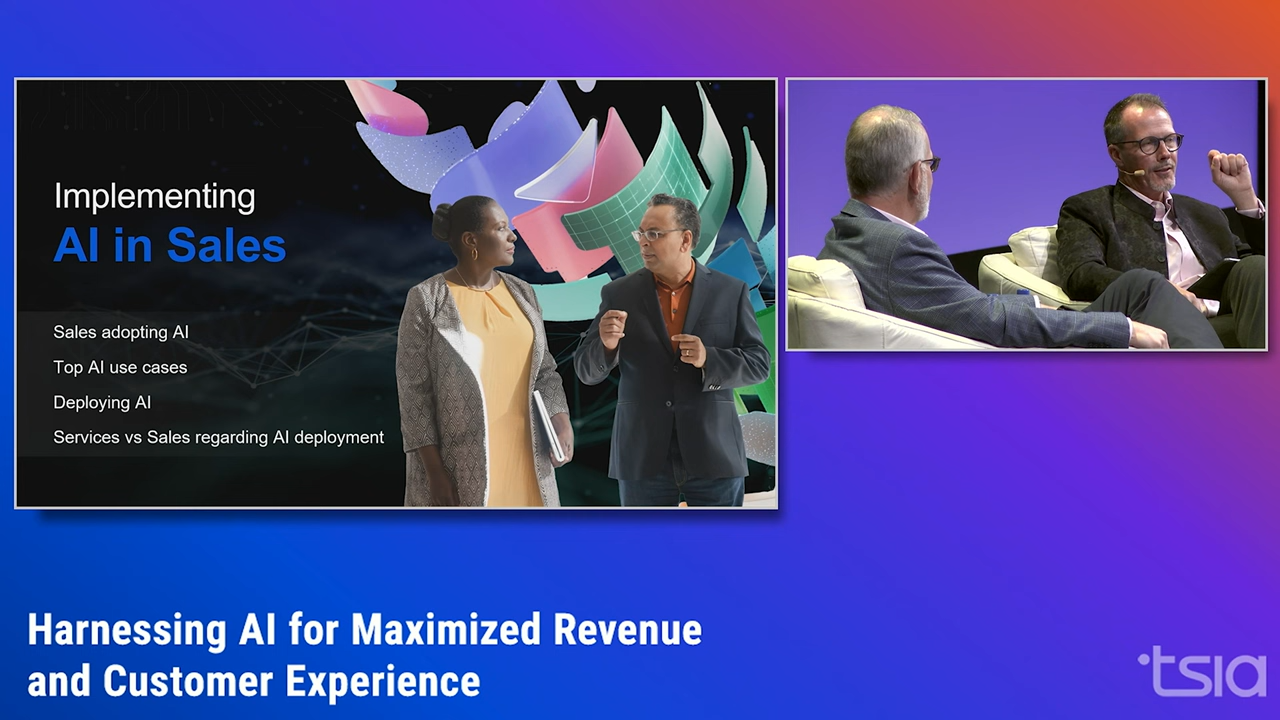 Implementing
AI in Sales
Sales adopting AI
Top AI use cases
Deploying AI
Services vs Sales regarding AI deployment
Harnessing AI for Maximized Revenue
and Customer Experience
tsia